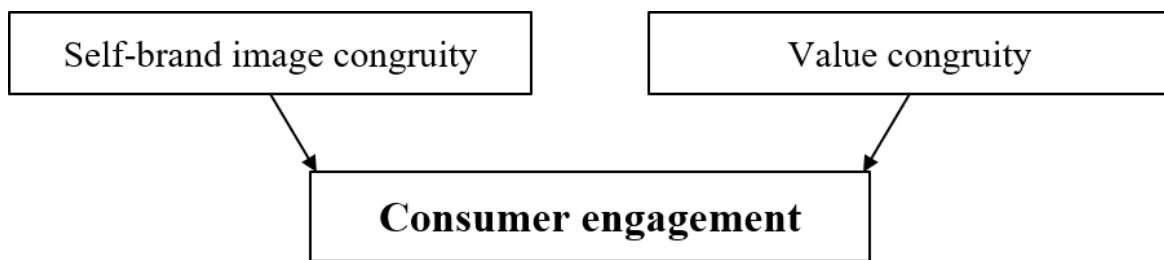 Self-brand image congruity
Value congruity
Consumer engagement